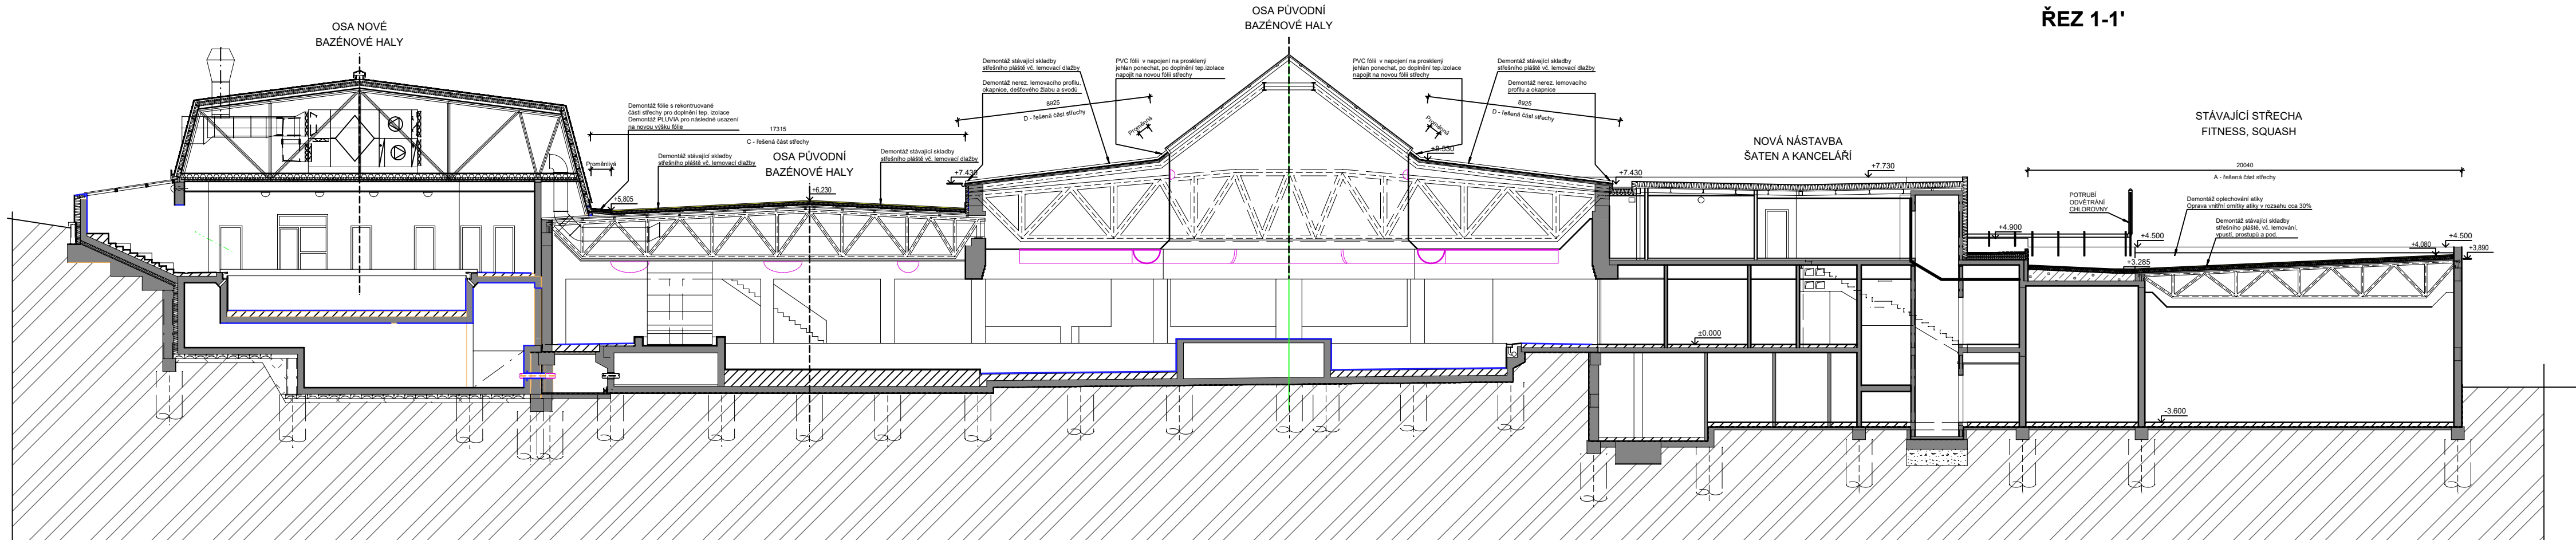 ŘEZ 1-1'
OSA NOVÉ
BAZÉNOVÉ HALY
Demontáž fólie s rekontruované
části střechy pro doplnění tep. izolace
Demontáž PLUVIA pro následné usazení
na novou výšku fólie
Proměnlivá
17315
C - řešená část střechy
Demontáž stávající skladby
střešního pláště vč. lemovací dlažby
OSA PŮVODNÍ
BAZÉNOVÉ HALY
Demontáž stávající skladby
střešního pláště vč. lemovací dlažby
+5,805
+6,230
+7.430
Demontáž stávající skladby
střešního pláště vč. lemovací dlažby
Demontáž nerez. lemovacího profilu,
okapnice, dešťového žlabu a svodů
8925
D - řešená část střechy
PVC fólii v napojení na prosklený
jehlan ponechat, po doplnění tep.izolace
napojit na novou fólii střechy
Proměnná
OSA PŮVODNÍ
BAZÉNOVÉ HALY
PVC fólii v napojení na prosklený
jehlan ponechat, po doplnění tep.izolace
napojit na novou fólii střechy
Demontáž stávající skladby
střešního pláště vč. lemovací dlažby
Demontáž nerez. lemovacího
profilu a okapnice
8925
D - řešená část střechy
Proměnná
+8.530
+7.430
NOVÁ NÁSTAVBA
ŠATEN A KANCELÁŘÍ
+7.730
±0.000
STÁVAJÍCÍ STŘECHA
FITNESS, SQUASH
20040
A - řešená část střechy
POTRUBÍ
ODVĚTRÁNÍ
CHLOROVNY
Demontáž oplechování atiky
Oprava vnitřní omítky atiky v rozsahu cca 30%
Demontáž stávající skladby
střešního pláště, vč. lemování,
vpustí, prostupů a pod.
+4.900
+4.500
+3.285
+4.080
+4.500
+3,890
-3.600